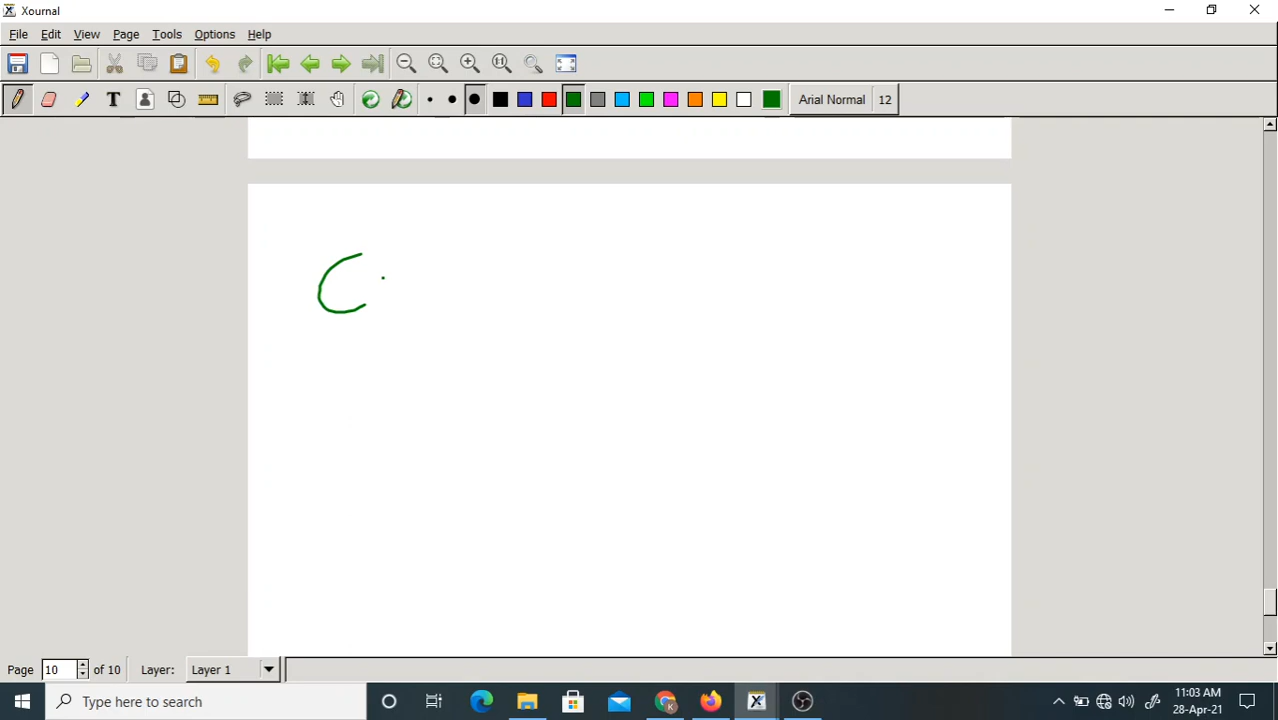 Xournal
File Edit View Page Tools Options Help
Arial Normal 12
C
Page 10 of 10 Layer: Layer 1
Type here to search
11:03 AM
28-Apr-21